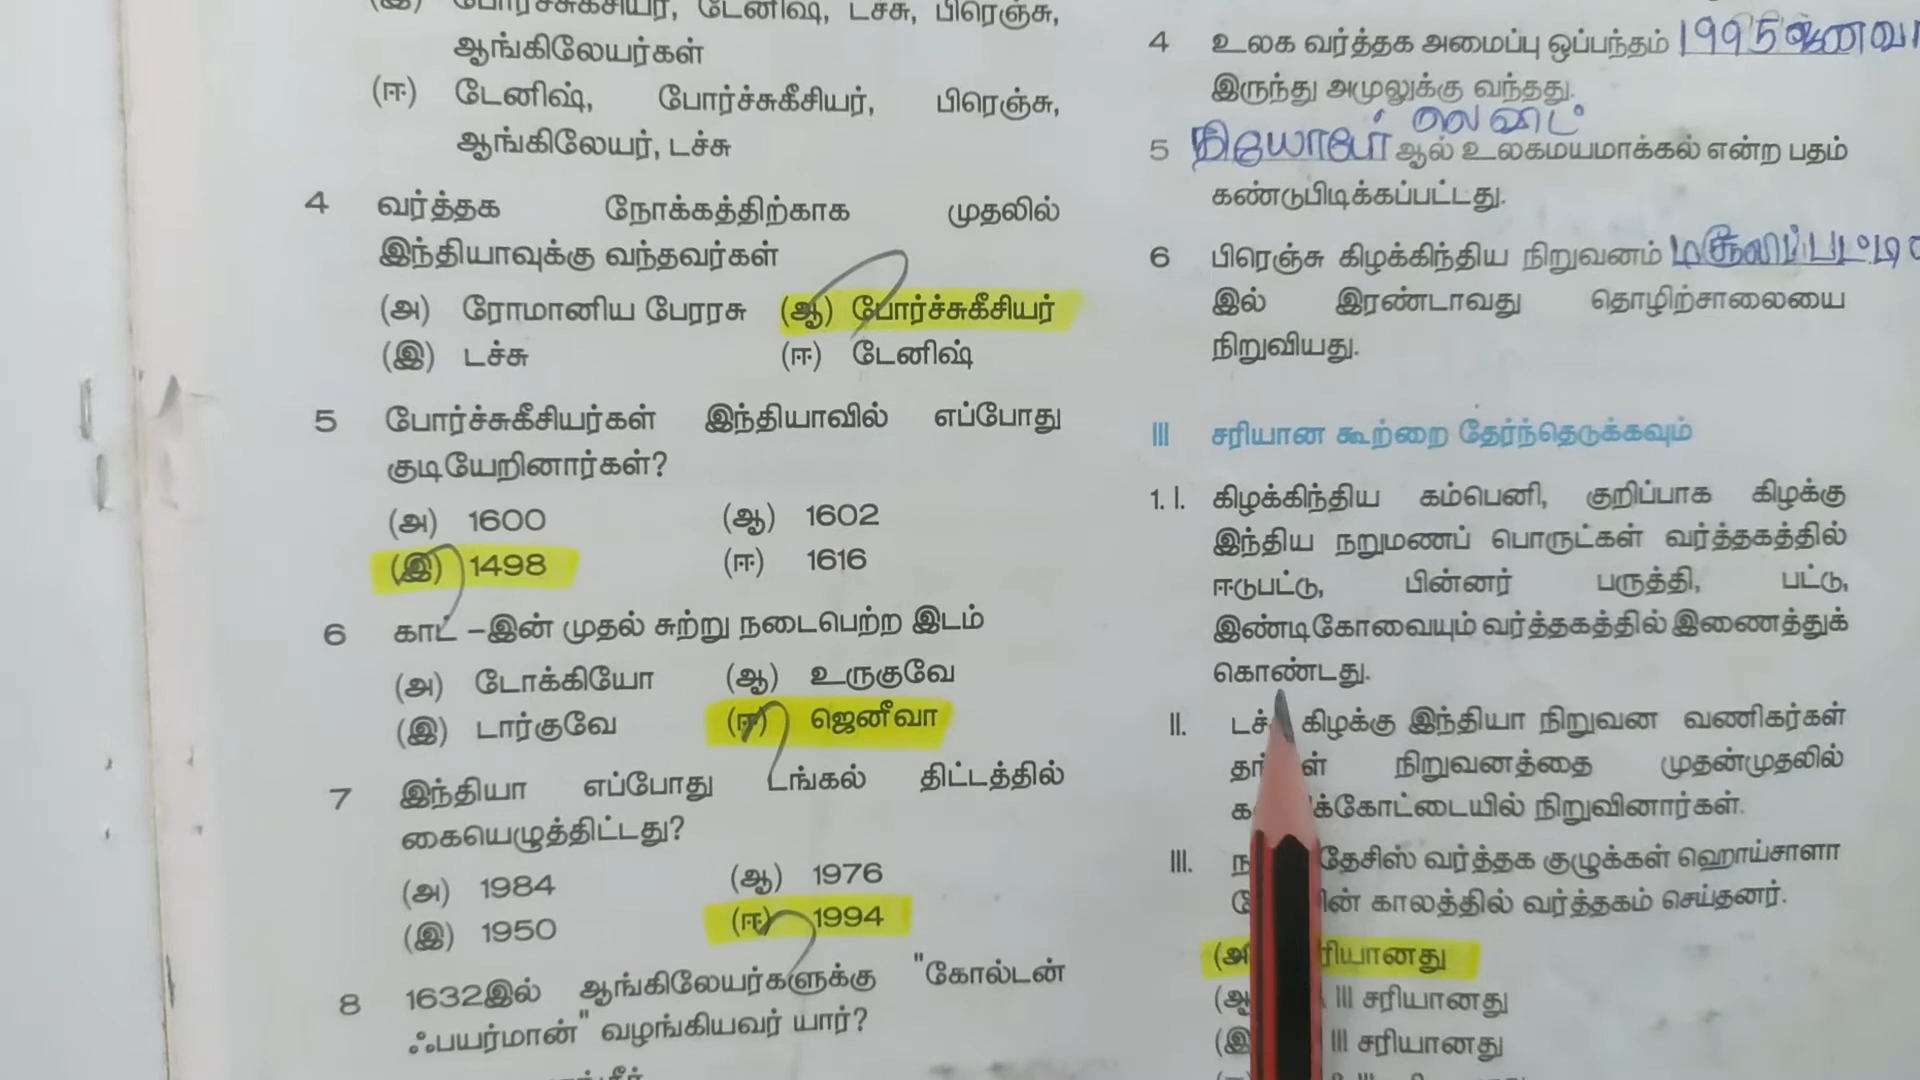 (இ) போர்ச்சுகீசியர், டேனிஷ், டச்சு, பிரெஞ்சு,
ஆங்கிலேயர்கள்
(ஈ) டேனிஷ், போர்ச்சுகீசியர், பிரெஞ்சு,
ஆங்கிலேயர், டச்சு
4 வர்த்தக நோக்கத்திற்காக முதலில்
இந்தியாவுக்கு வந்தவர்கள்
(அ) ரோமானிய பேரரசு (ஆ) போர்ச்சுகீசியர்
(இ) டச்சு (ஈ) டேனிஷ்
5 போர்ச்சுகீசியர்கள் இந்தியாவில் எப்போது
குடியேறினார்கள்?
(அ) 1600 (ஆ) 1602
(இ) 1498 (ஈ) 1616
6 காட் –இன் முதல் சுற்று நடைபெற்ற இடம்
(அ) டோக்கியோ (ஆ) உருகுவே
(இ) டார்குவே (ஈ) ஜெனீவா
7 இந்தியா எப்போது டங்கல் திட்டத்தில்
கையெழுத்திட்டது?
(அ) 1984 (ஆ) 1976
(இ) 1950 (ஈ) 1994
8 1632இல் ஆங்கிலேயர்களுக்கு "கோல்டன்
ஃபயர்மான்" வழங்கியவர் யார்?
4 உலக வர்த்தக அமைப்பு ஒப்பந்தம் 1995
இருந்து அமுலுக்கு வந்தது.
லெவிட்
5 தியோடோர் ஆல் உலகமயமாக்கல் என்ற பதம்
கண்டுபிடிக்கப்பட்டது.
6 பிரெஞ்சு கிழக்கிந்திய நிறுவனம் மசூலிப்பட்டி
இல் இரண்டாவது தொழிற்சாலையை
நிறுவியது.
III சரியான கூற்றை தேர்ந்தெடுக்கவும்
1. I. கிழக்கிந்திய கம்பெனி, குறிப்பாக கிழக்கு
இந்திய நறுமணப் பொருட்கள் வர்த்தகத்தில்
ஈடுபட்டு, பின்னர் பருத்தி, பட்டு,
இண்டிகோவையும் வர்த்தகத்தில் இணைத்துக்
கொண்டது.
II. கிழக்கு இந்தியா நிறுவன வணிகர்கள்
நிறுவனத்தை முதன்முதலில்
நிறுவினார்கள்.
III. வர்த்தக குழுக்கள் ஹொய்சாளா
காலத்தில் வர்த்தகம் செய்தனர்.
(அ)
(ஆ) III சரியானது
(இ) III சரியானது